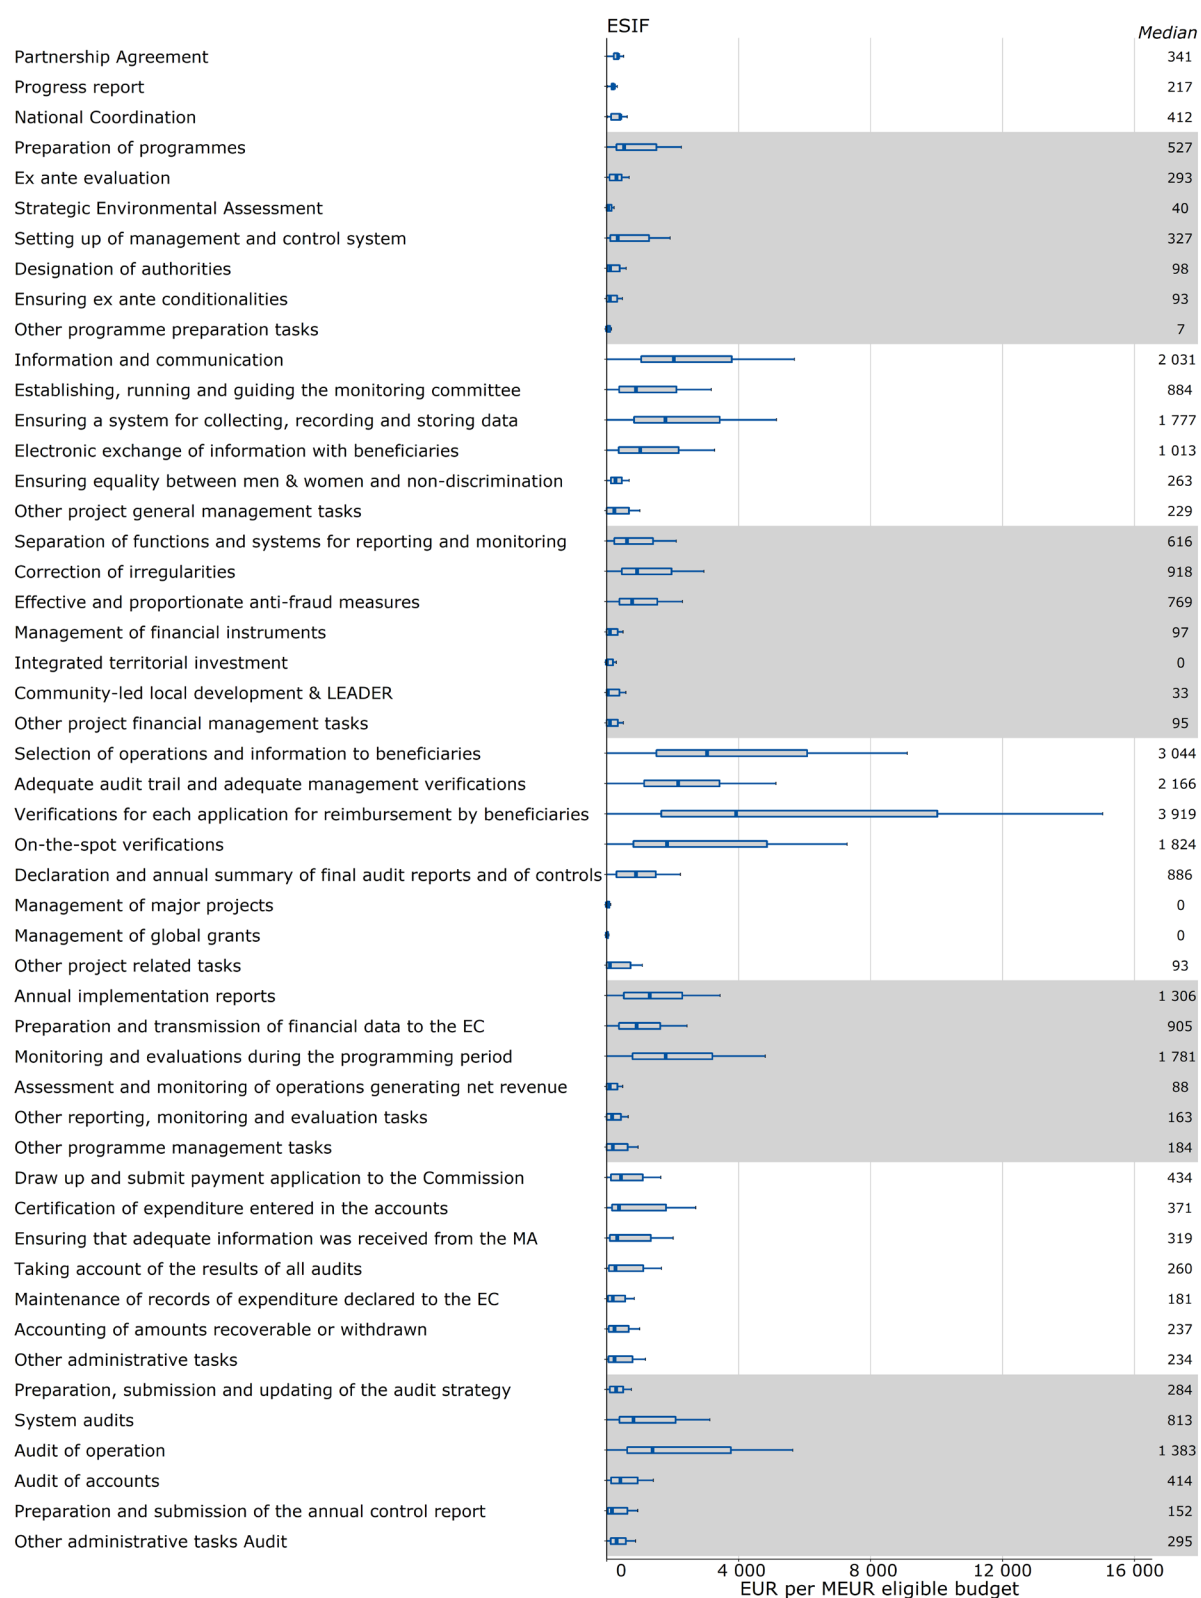 ESIF
Median
Partnership Agreement 341
Progress report 217
National Coordination 412
Preparation of programmes 527
Ex ante evaluation 293
Strategic Environmental Assessment 40
Setting up of management and control system 327
Designation of authorities 98
Ensuring ex ante conditionalities 93
Other programme preparation tasks 7
Information and communication 2 031
Establishing, running and guiding the monitoring committee 884
Ensuring a system for collecting, recording and storing data 1 777
Electronic exchange of information with beneficiaries 1 013
Ensuring equality between men & women and non-discrimination 263
Other project general management tasks 229
Separation of functions and systems for reporting and monitoring 616
Correction of irregularities 918
Effective and proportionate anti-fraud measures 769
Management of financial instruments 97
Integrated territorial investment 0
Community-led local development & LEADER 33
Other project financial management tasks 95
Selection of operations and information to beneficiaries 3 044
Adequate audit trail and adequate management verifications 2 166
Verifications for each application for reimbursement by beneficiaries 3 919
On-the-spot verifications 1 824
Declaration and annual summary of final audit reports and of controls 886
Management of major projects 0
Management of global grants 0
Other project related tasks 93
Annual implementation reports 1 306
Preparation and transmission of financial data to the EC 905
Monitoring and evaluations during the programming period 1 781
Assessment and monitoring of operations generating net revenue 88
Other reporting, monitoring and evaluation tasks 163
Other programme management tasks 184
Draw up and submit payment application to the Commission 434
Certification of expenditure entered in the accounts 371
Ensuring that adequate information was received from the MA 319
Taking account of the results of all audits 260
Maintenance of records of expenditure declared to the EC 181
Accounting of amounts recoverable or withdrawn 237
Other administrative tasks 234
Preparation, submission and updating of the audit strategy 284
System audits 813
Audit of operation 1 383
Audit of accounts 414
Preparation and submission of the annual control report 152
Other administrative tasks Audit 295
0 4 000 8 000 12 000 16 000
EUR per MEUR eligible budget